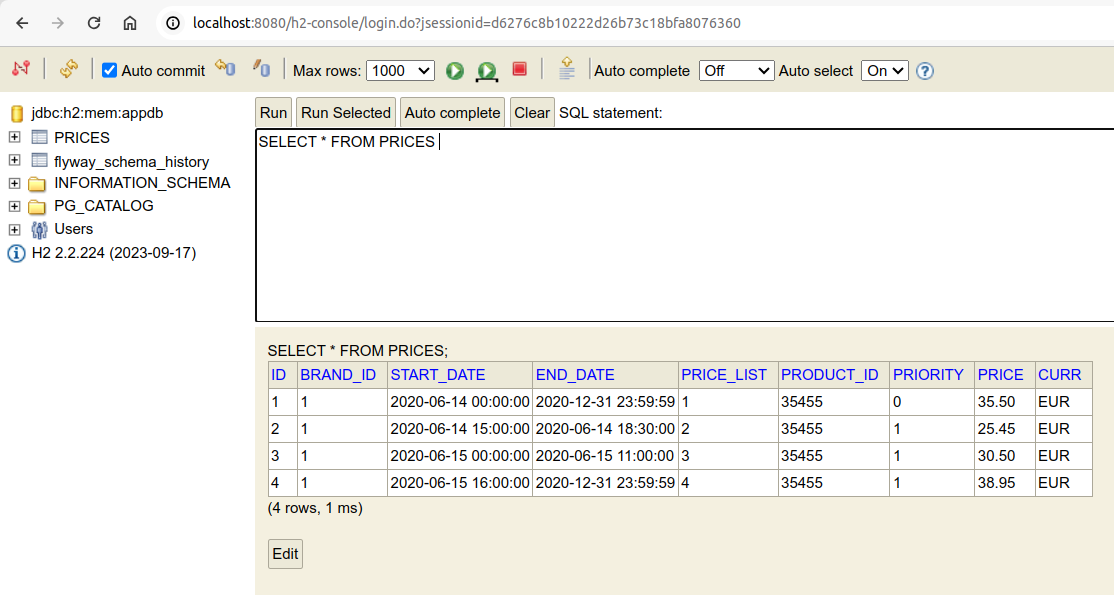 localhost:8080/h2-console/login.do?jsessionid=d6276c8b10222d26b73c18bfa8076360
Auto commit Max rows: 1000 Auto complete Off Auto select On ?
jdbc:h2:mem:appdb
PRICES
flyway_schema_history
INFORMATION_SCHEMA
PG_CATALOG
Users
H2 2.2.224 (2023-09-17)
Run Run Selected Auto complete Clear SQL statement:
SELECT * FROM PRICES
SELECT * FROM PRICES;
ID BRAND_ID START_DATE END_DATE PRICE_LIST PRODUCT_ID PRIORITY PRICE CURR
1 1 2020-06-14 00:00:00 2020-12-31 23:59:59 1 35455 0 35.50 EUR
2 1 2020-06-14 15:00:00 2020-06-14 18:30:00 2 35455 1 25.45 EUR
3 1 2020-06-15 00:00:00 2020-06-15 11:00:00 3 35455 1 30.50 EUR
4 1 2020-06-15 16:00:00 2020-12-31 23:59:59 4 35455 1 38.95 EUR
(4 rows, 1 ms)
Edit